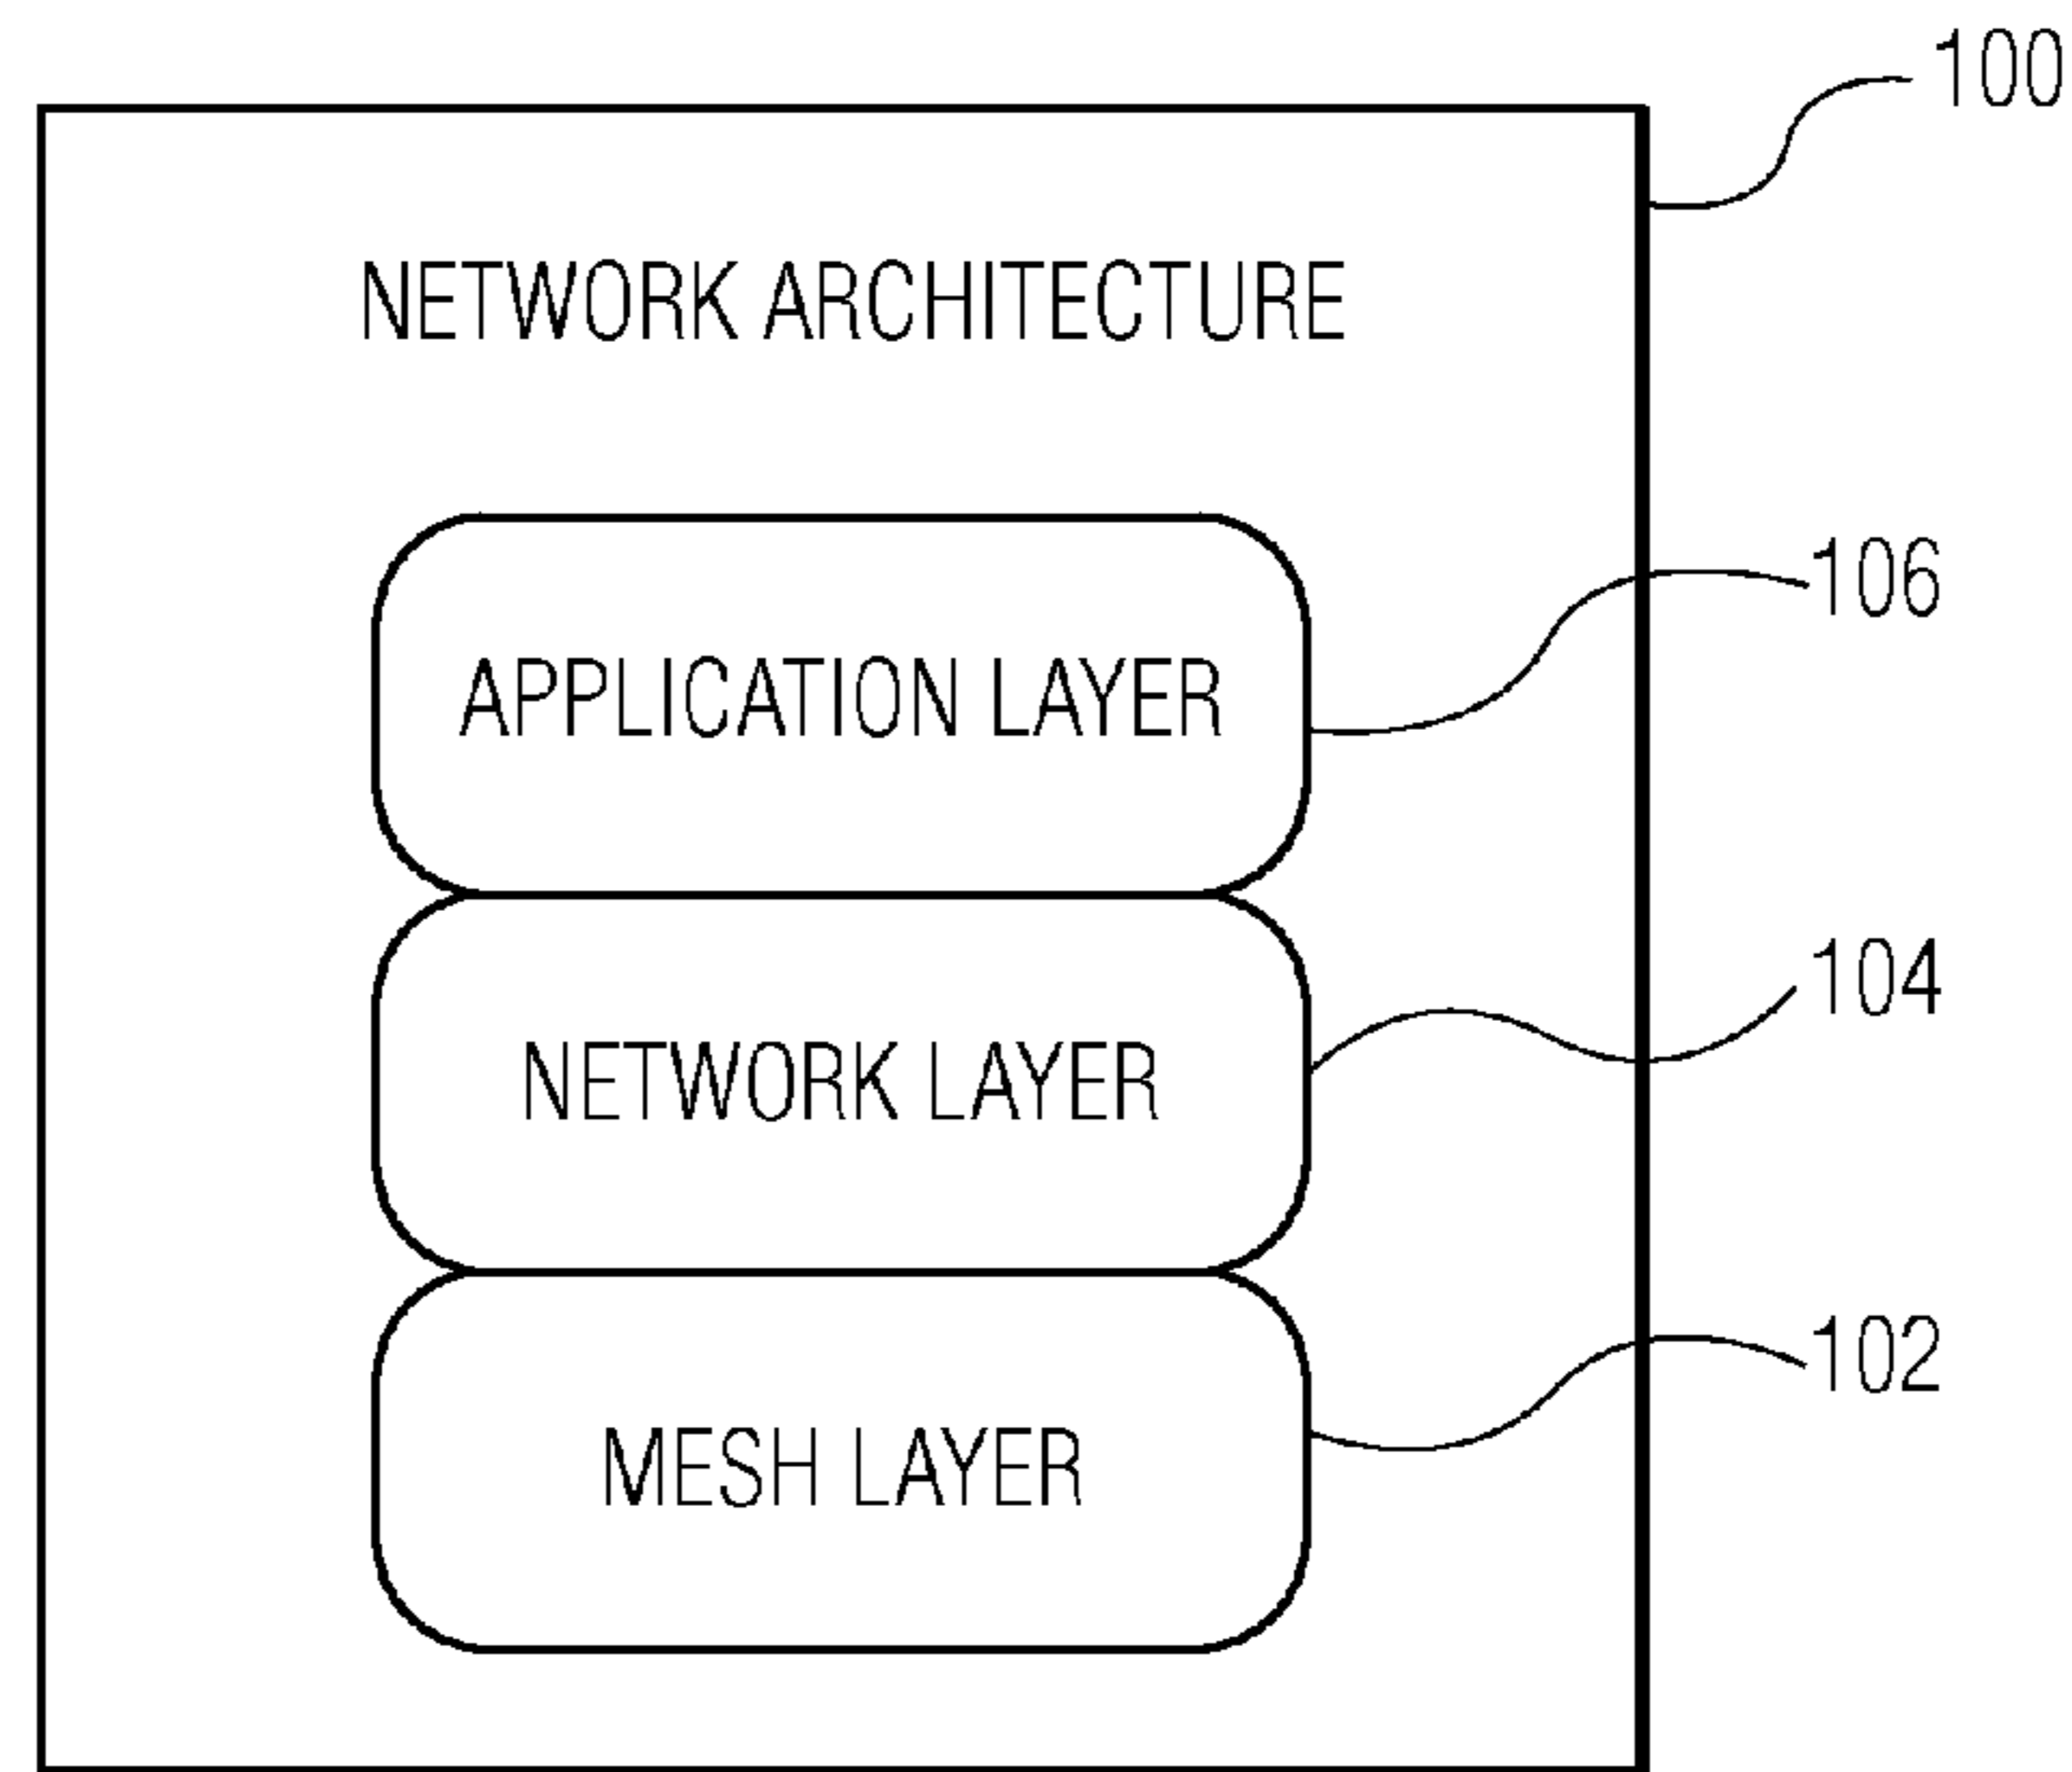 100
NETWORK ARCHITECTURE
106
APPLICATION LAYER
104
NETWORK LAYER
102
MESH LAYER